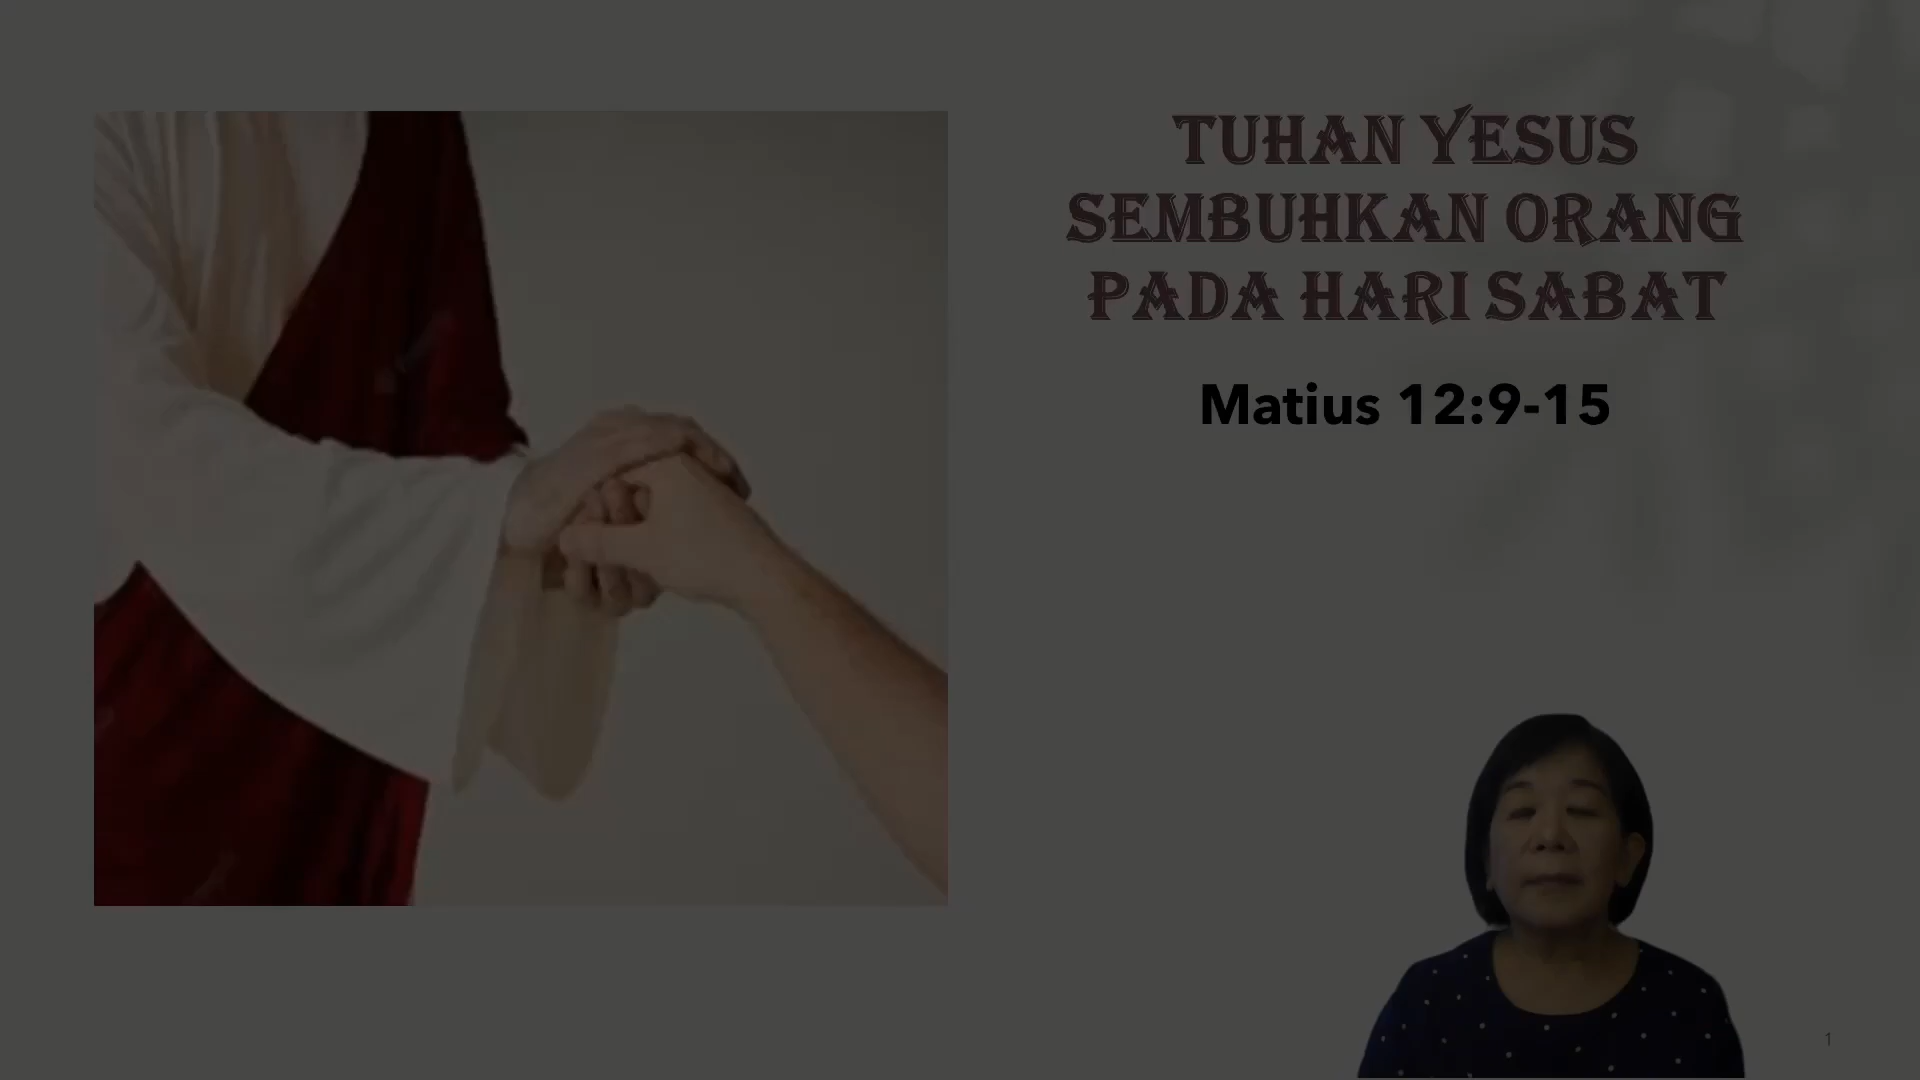 TUHAN YESUS
SEMBUHKAN ORANG
PADA HARI SABAT
Matius 12:9-15
1